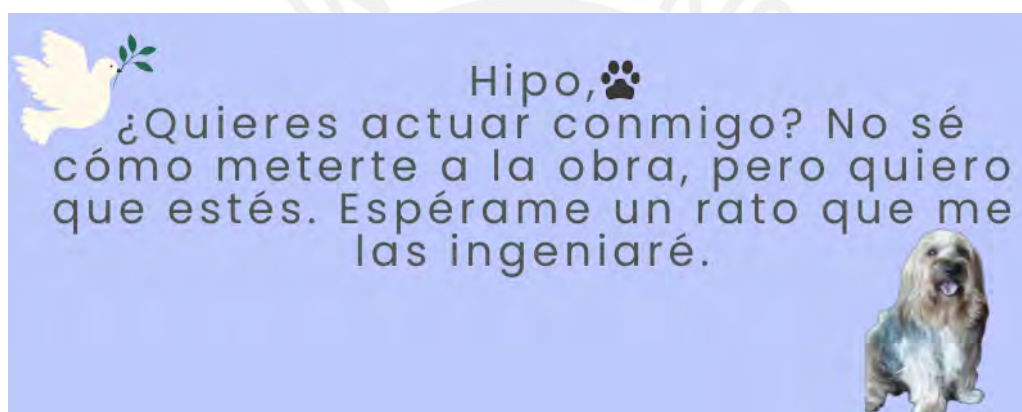 Hipo,
¿Quieres actuar conmigo? No sé
cómo meterte a la obra, pero quiero
que estés. Espérame un rato que me
las ingeniaré.